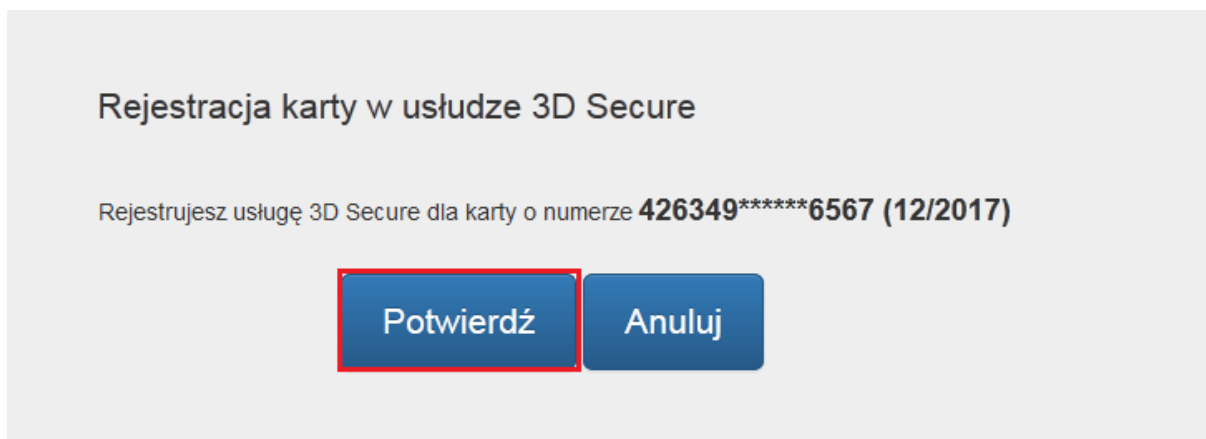 Rejestracja karty w usłudze 3D Secure
Rejestrujesz usługę 3D Secure dla karty o numerze 426349******6567 (12/2017)
Potwierdź Anuluj